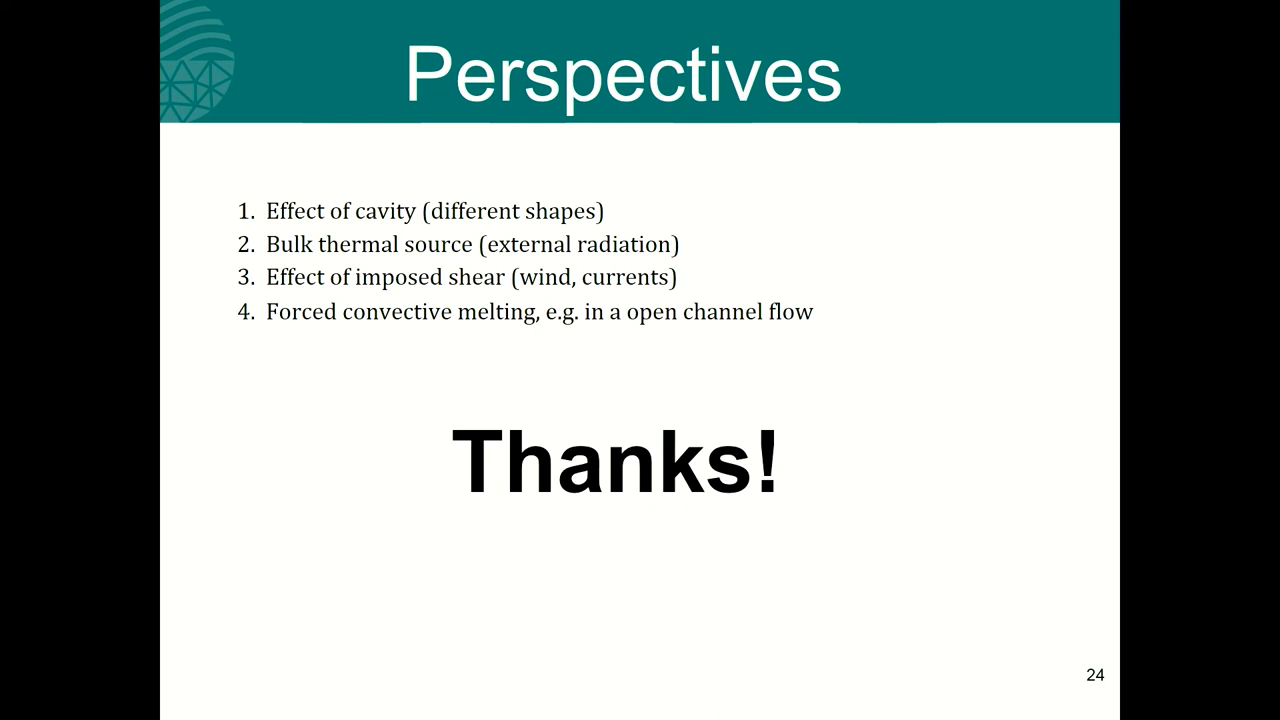 Perspectives
1. Effect of cavity (different shapes)
2. Bulk thermal source (external radiation)
3. Effect of imposed shear (wind, currents)
4. Forced convective melting, e.g. in a open channel flow
Thanks!
24